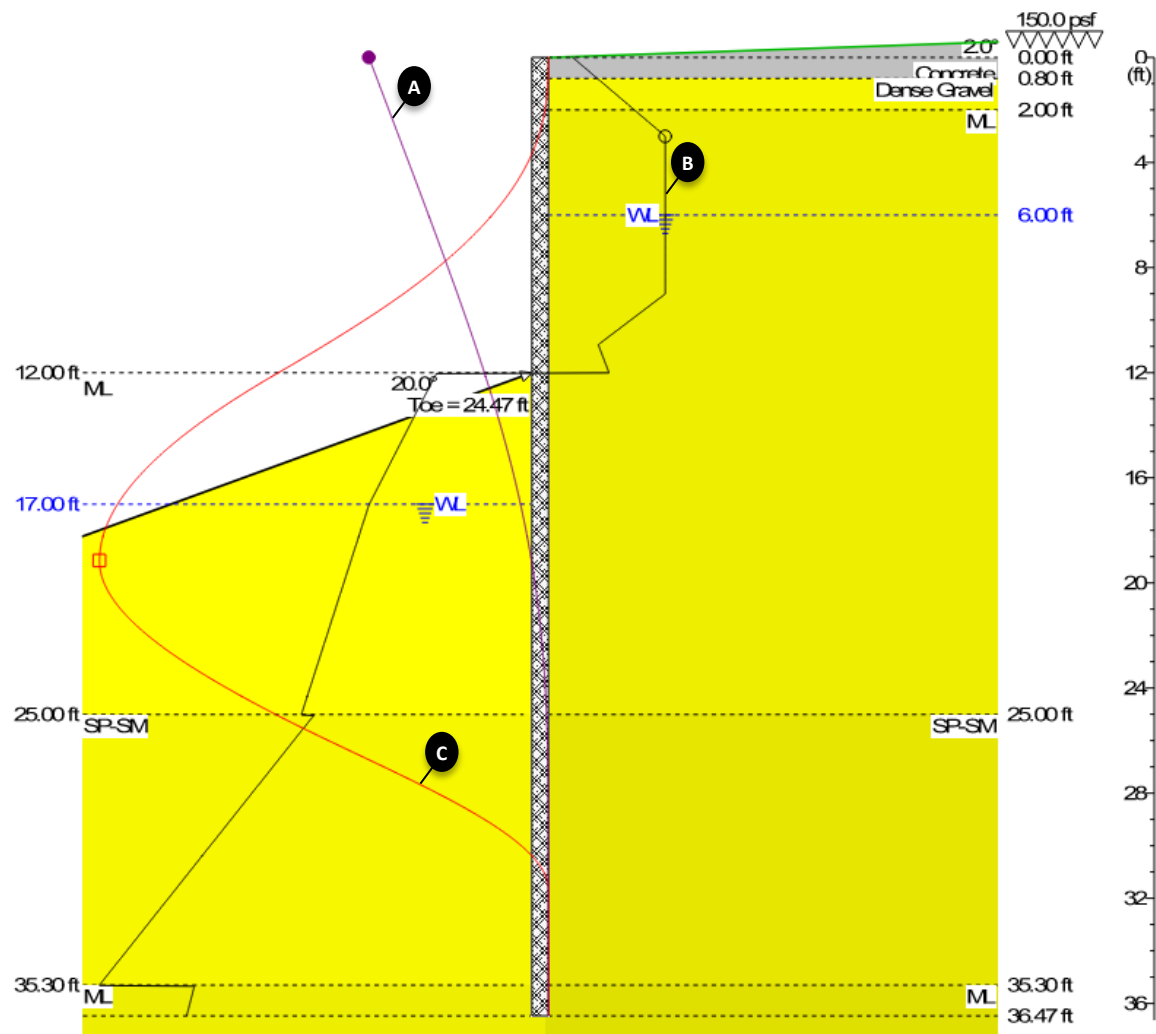 150.0 psf
2.0°
0.00 ft
0
Concrete
0.80 ft
(ft)
Dense Gravel
A
2.00 ft
ML
4
B
WL
6.00 ft
8
12.00 ft
12
ML
20.0°
Toe = 24.47 ft
16
17.00 ft
WL
20
24
25.00 ft
25.00 ft
SP-SM
SP-SM
C
28
32
35.30 ft
35.30 ft
ML
ML
36
36.47 ft